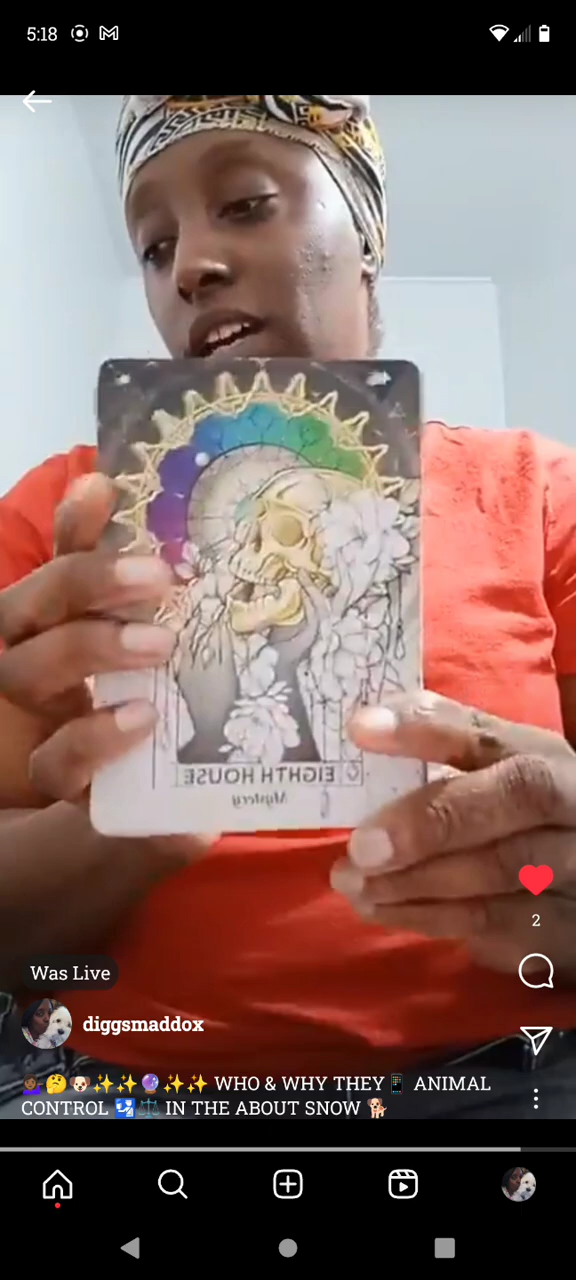 5:18
EIGHTH HOUSE
Mystery
2
Was Live
diggsmaddox
💁🏾‍♀️🤔🐶✨✨🔮✨✨ WHO & WHY THEY📱 ANIMAL
CONTROL 🛂⚖️ IN THE ABOUT SNOW 🐕